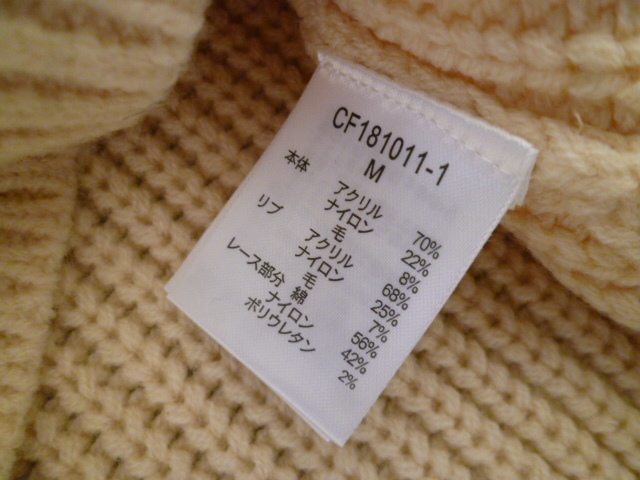 CF181011-1
M
本体 アクリル 70%
ナイロン 22%
毛 8%
リブ アクリル 68%
ナイロン 25%
毛 7%
レース部分 綿 56%
ナイロン 42%
ポリウレタン 2%